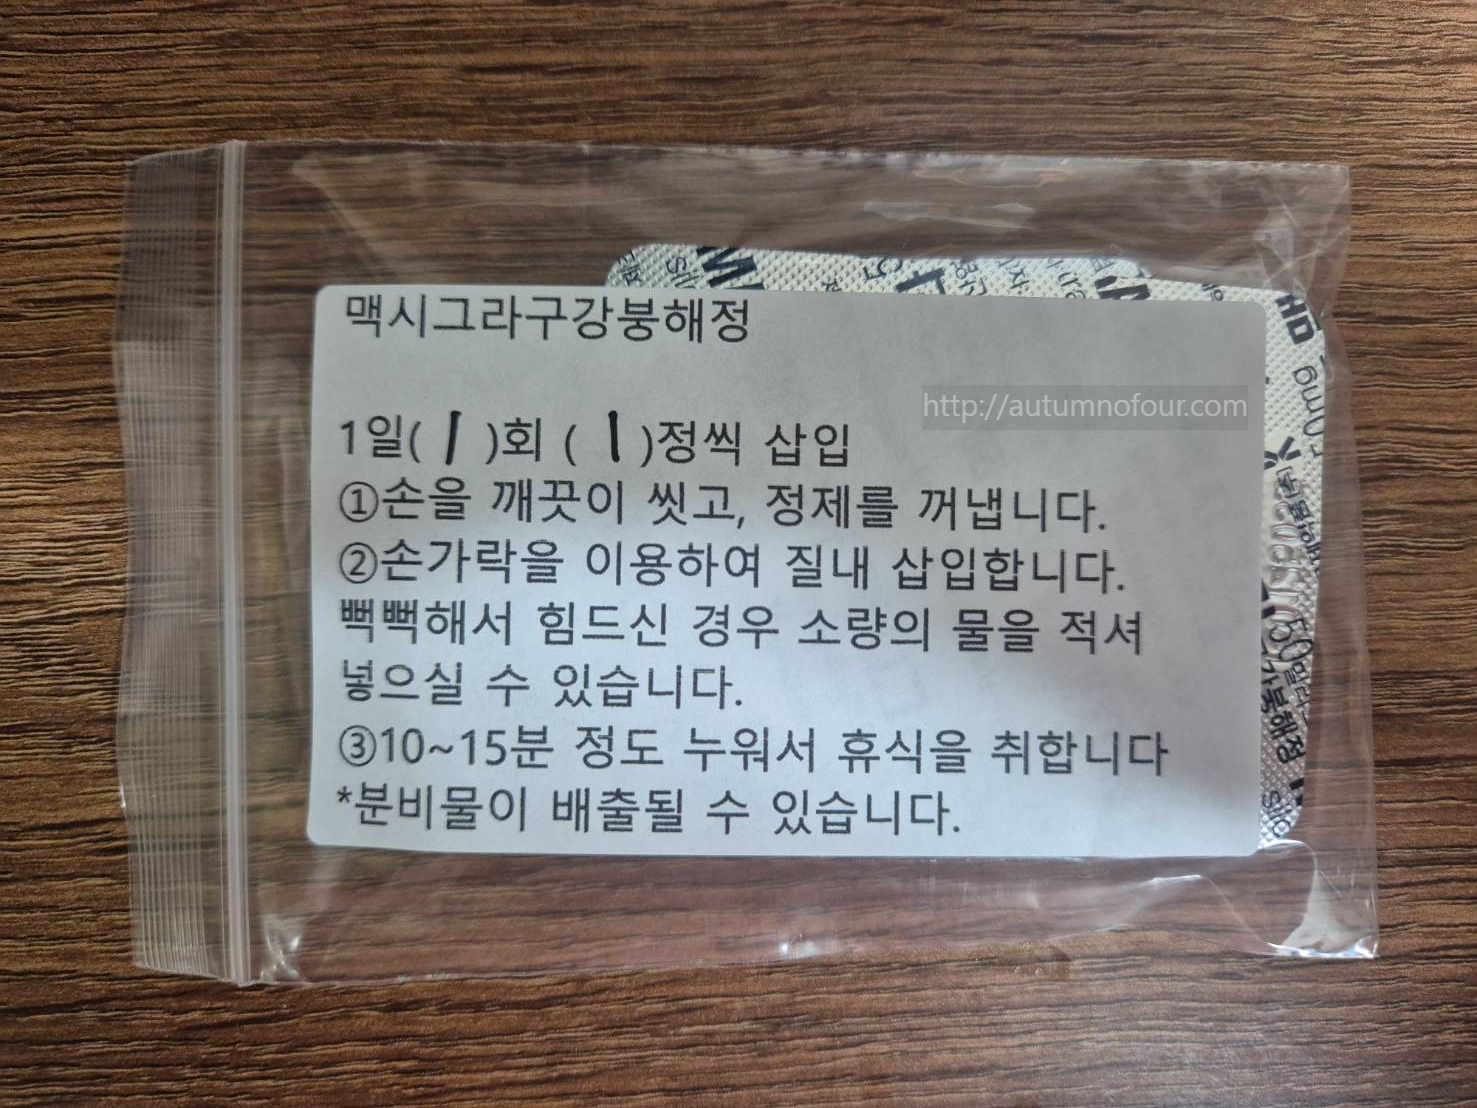 맥시그라구강붕해정
http://autumnofour.com
1일( 1 )회 ( 1 )정씩 삽입
①손을 깨끗이 씻고, 정제를 꺼냅니다.
②손가락을 이용하여 질내 삽입합니다.
뻑뻑해서 힘드신 경우 소량의 물을 적셔
넣으실 수 있습니다.
③10~15분 정도 누워서 휴식을 취합니다
*분비물이 배출될 수 있습니다.